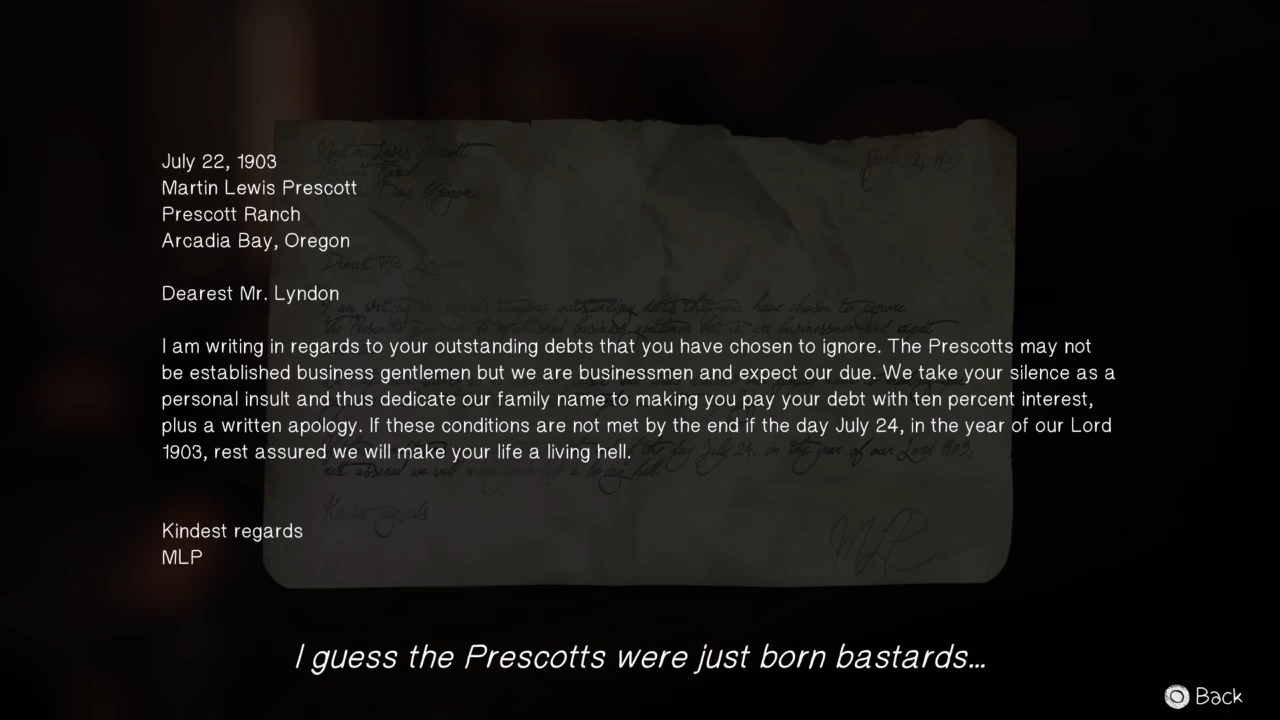 July 22, 1903
Martin Lewis Prescott
Prescott Ranch
Arcadia Bay, Oregon
Dearest Mr. Lyndon
I am writing in regards to your outstanding debts that you have chosen to ignore. The Prescotts may not
be established business gentlemen but we are businessmen and expect our due. We take your silence as a
personal insult and thus dedicate our family name to making you pay your debt with ten percent interest,
plus a written apology. If these conditions are not met by the end if the day July 24, in the year of our Lord
1903, rest assured we will make your life a living hell.
Kindest regards
MLP
I guess the Prescotts were just born bastards...
Back